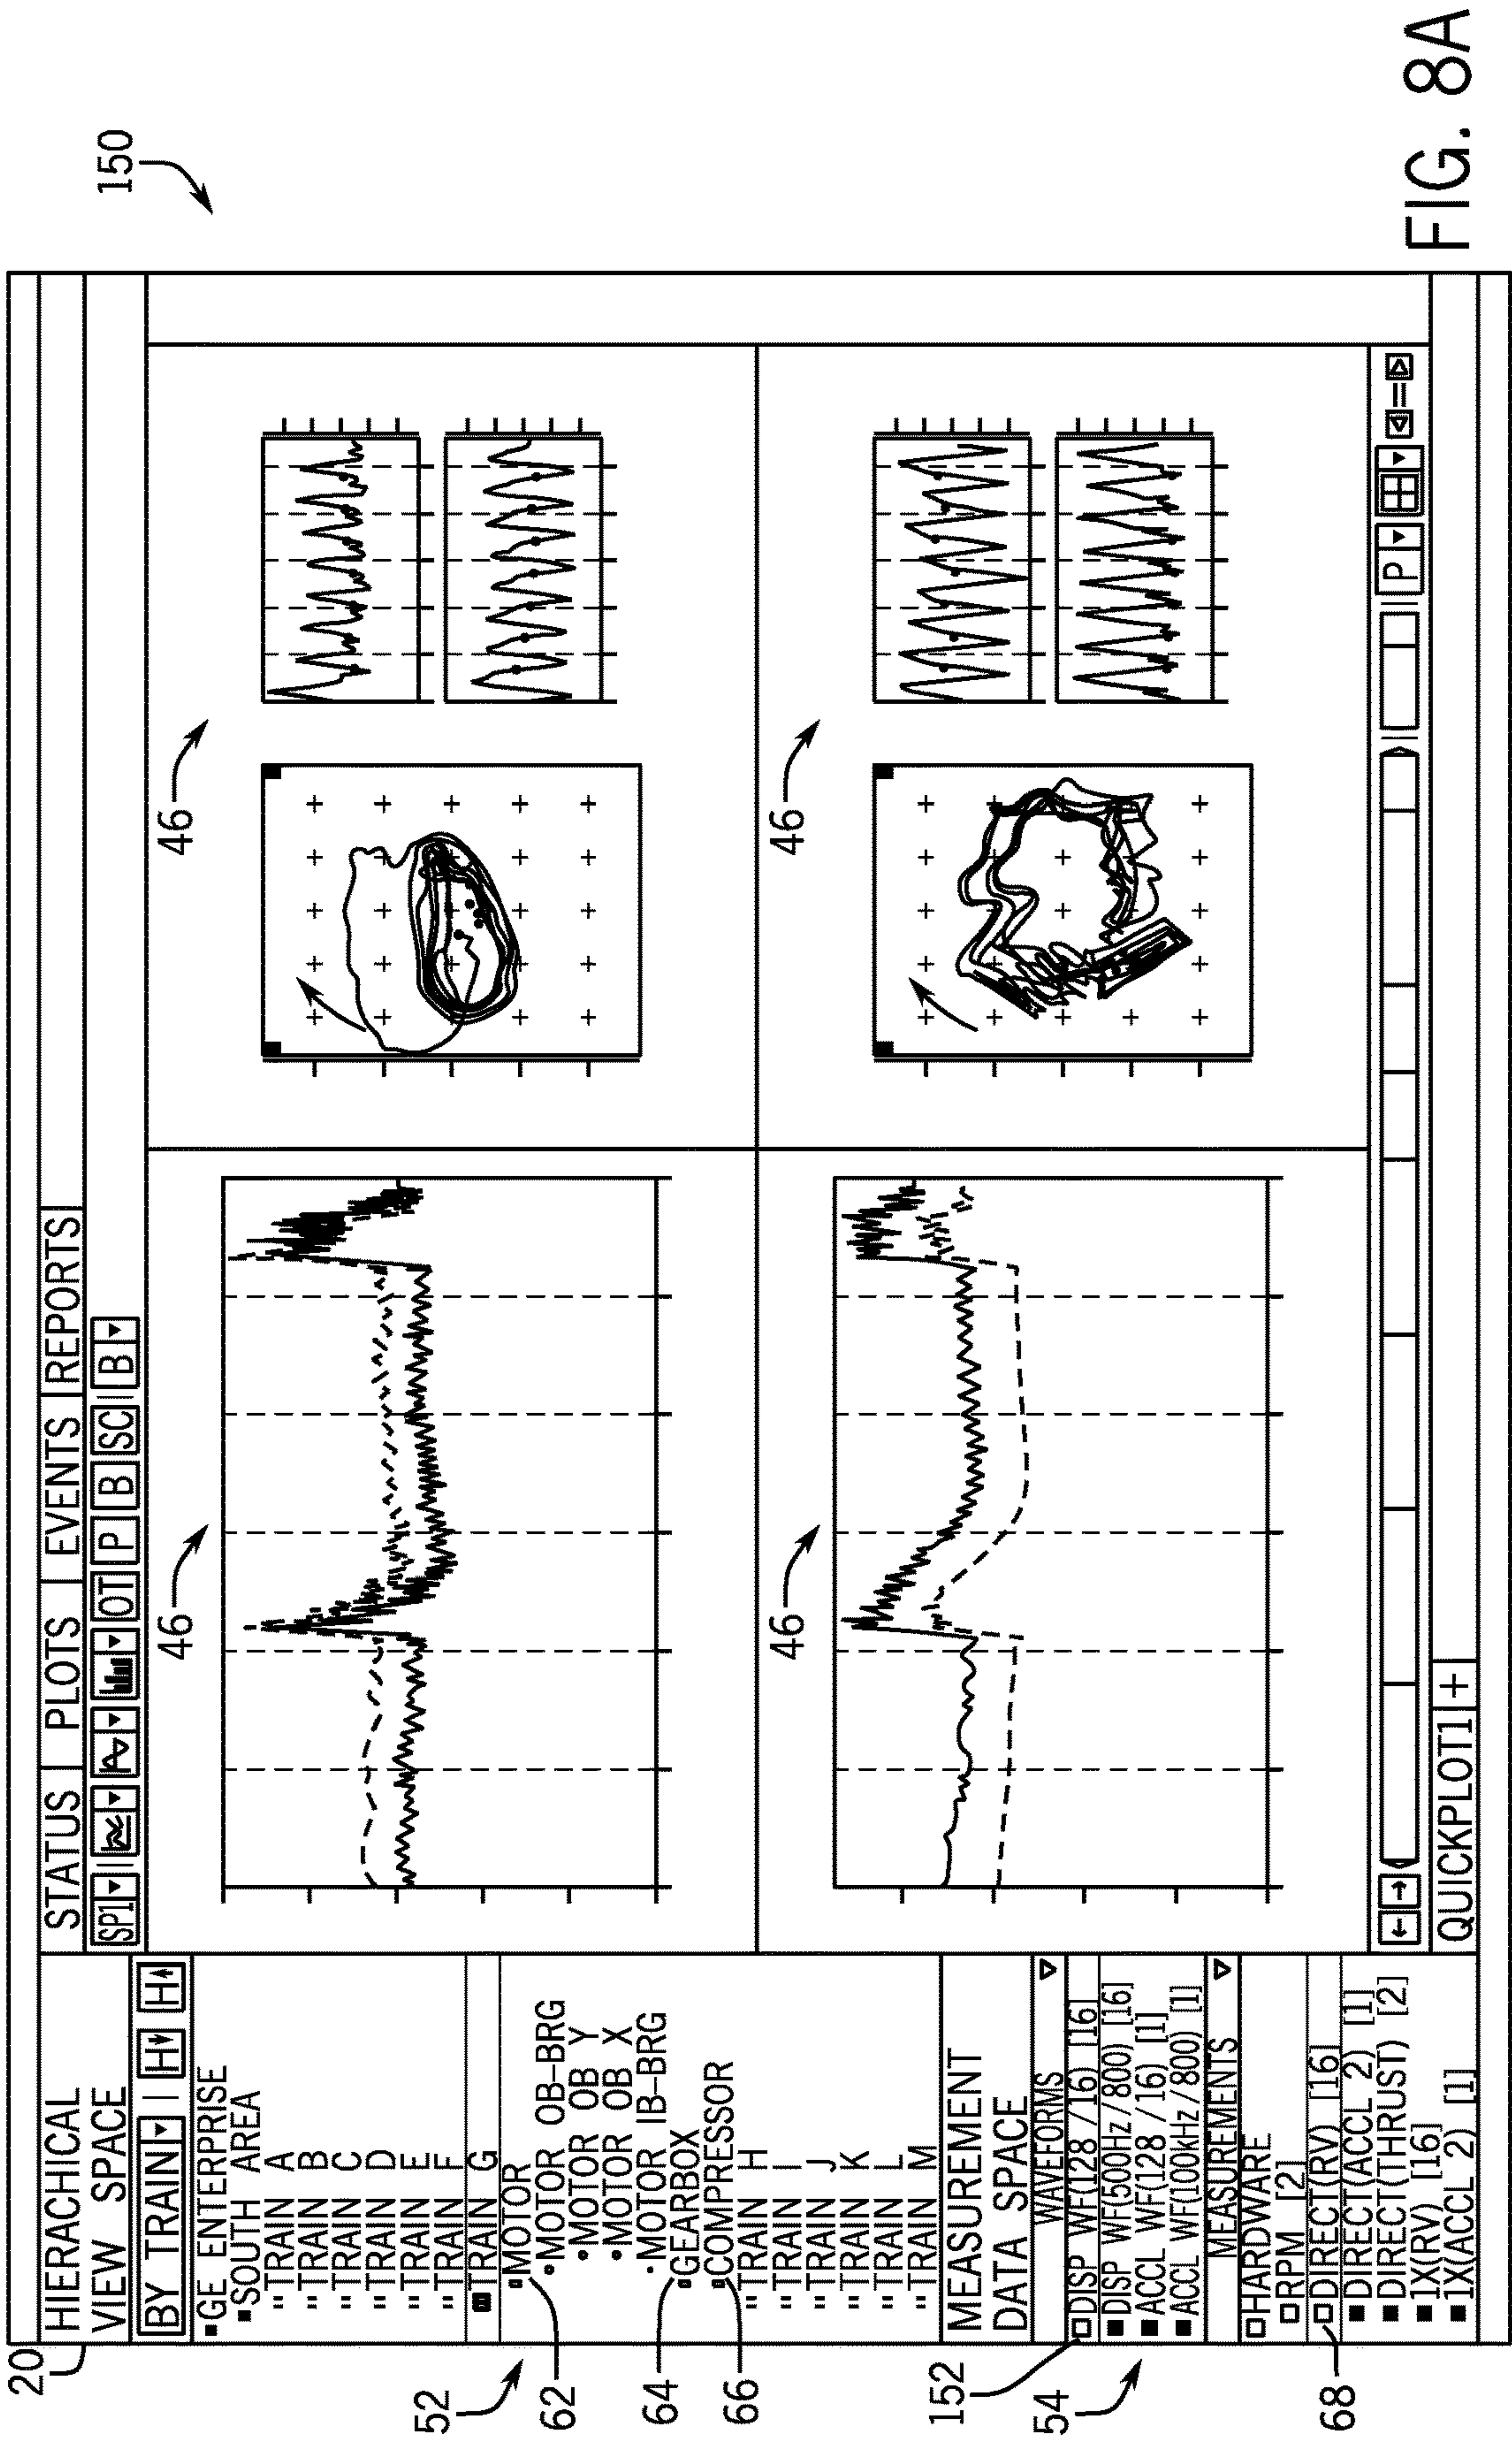 150
20
HIERACHICAL
VIEW SPACE
BY TRAIN | H H
GE ENTERPRISE
SOUTH AREA
"TRAIN A
"TRAIN B
"TRAIN C
"TRAIN D
"TRAIN E
"TRAIN F
TRAIN G
MOTOR
MOTOR OB-BRG
MOTOR OB Y
MOTOR OB X
MOTOR IB-BRG
GEARBOX
COMPRESSOR
"TRAIN H
"TRAIN I
"TRAIN J
"TRAIN K
"TRAIN L
"TRAIN M
52
62
64
66
MEASUREMENT
DATA SPACE
WAVEFORMS
DISP WF(128 /16) [16]
DISP WF(500Hz/800) [16]
ACCL WF(128 /16) [1]
ACCL WF(100kHz/800) [1]
MEASUREMENTS
HARDWARE
RPM [2]
DIRECT(RV) [16]
DIRECT(ACCL 2) [1]
DIRECT(THRUST) [2]
1X(RV) [16]
1X(ACCL 2) [1]
152
54
68
STATUS | PLOTS | EVENTS | REPORTS
SP1 | OT P B SC | B
46
46
46
46
P
QUICKPLOT1 +
FIG. 8A